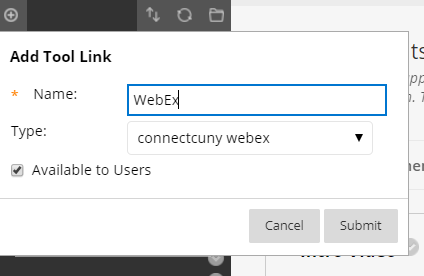 Add Tool Link
* Name: WebEx
Type: connectcuny webex
Available to Users
Cancel Submit